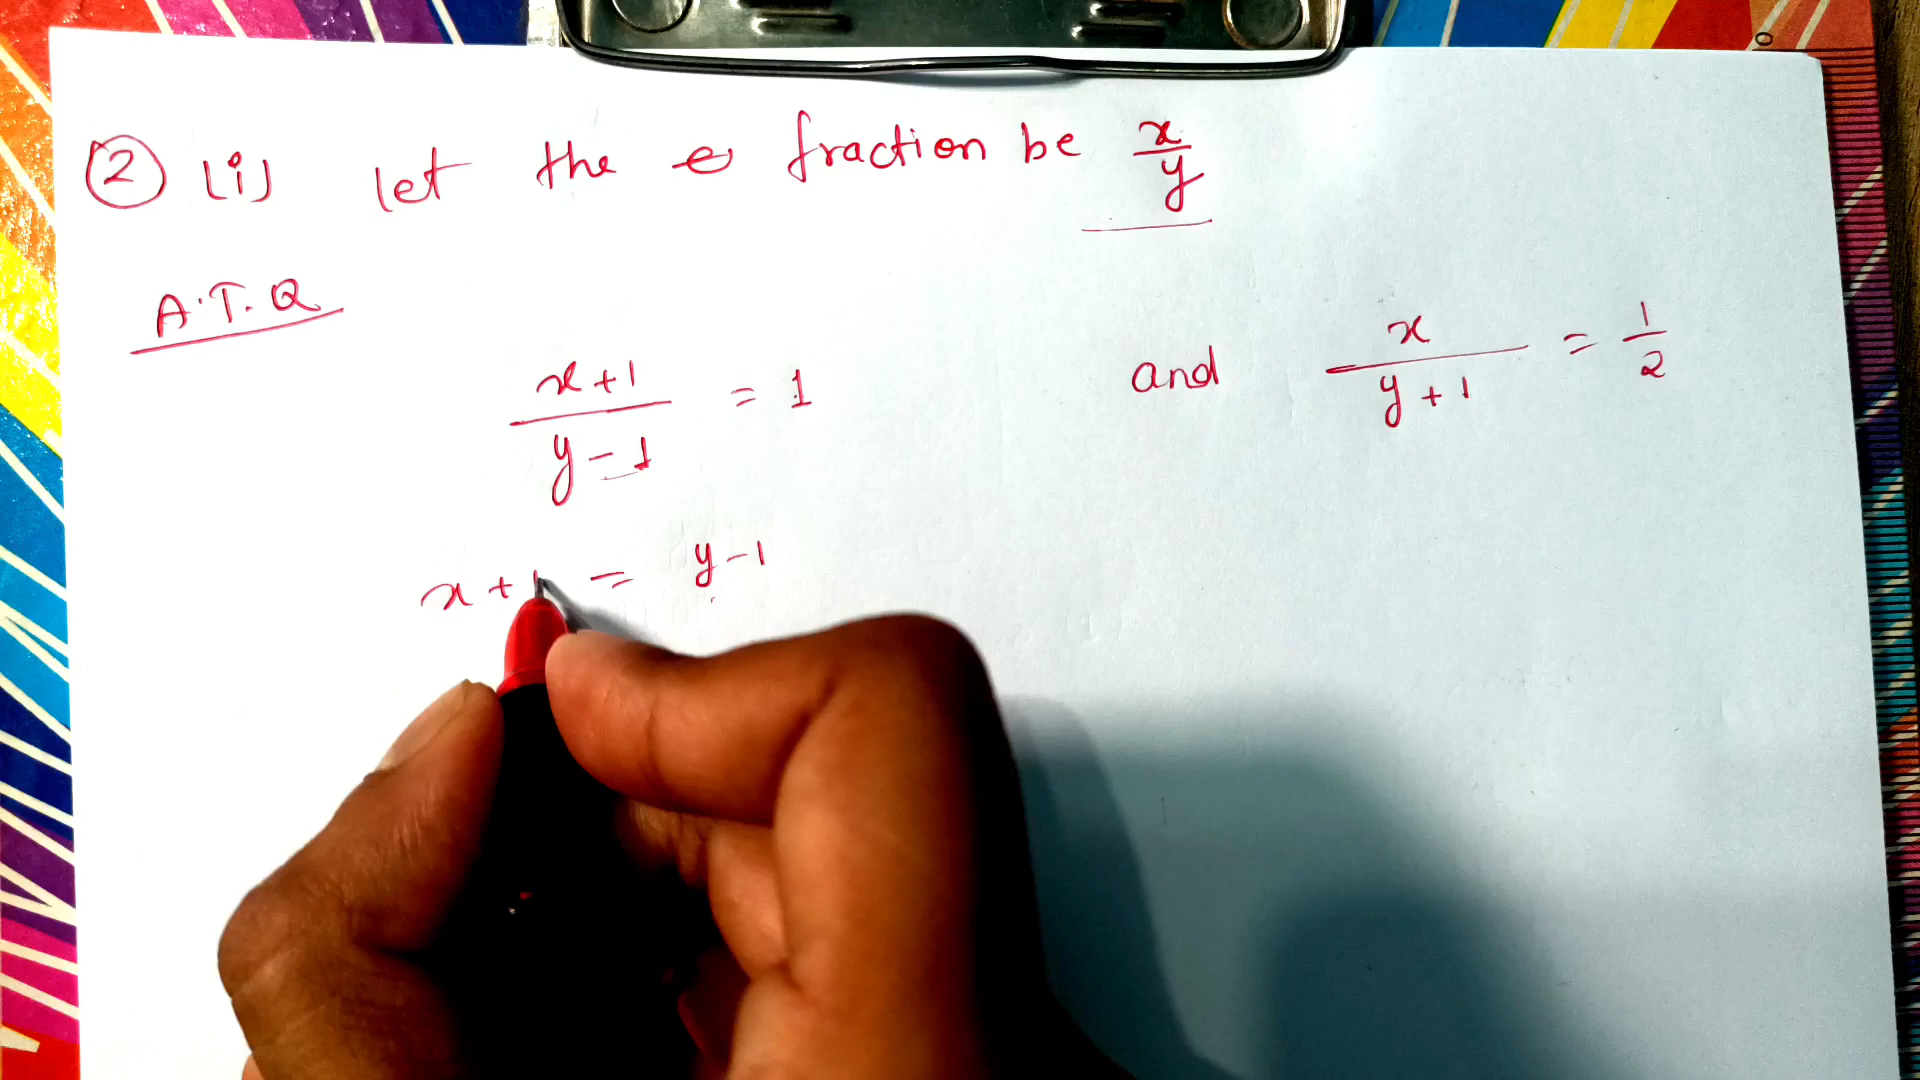 ② (i) let the e fraction be x/y
A.T.Q
(x+1)/(y-1) = 1 and x/(y+1) = 1/2
x+1 = y-1